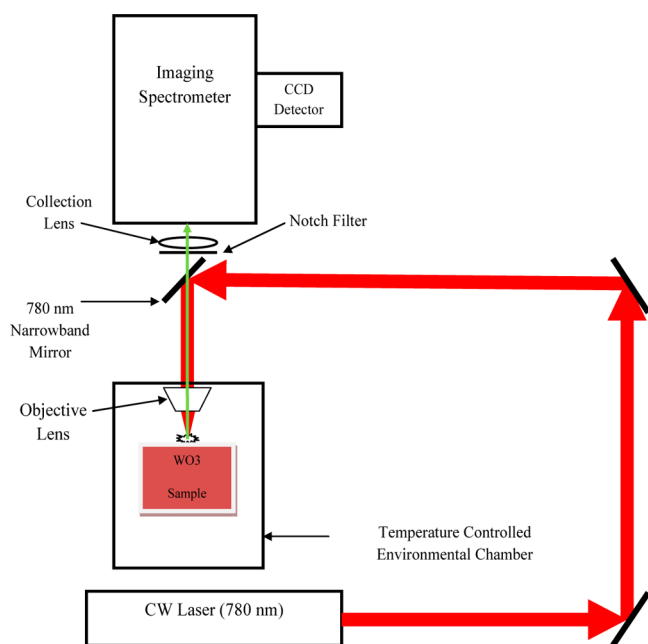 Imaging
Spectrometer
CCD
Detector
Collection
Lens
Notch Filter
780 nm
Narrowband
Mirror
Objective
Lens
WO3
Sample
Temperature Controlled
Environmental Chamber
CW Laser (780 nm)